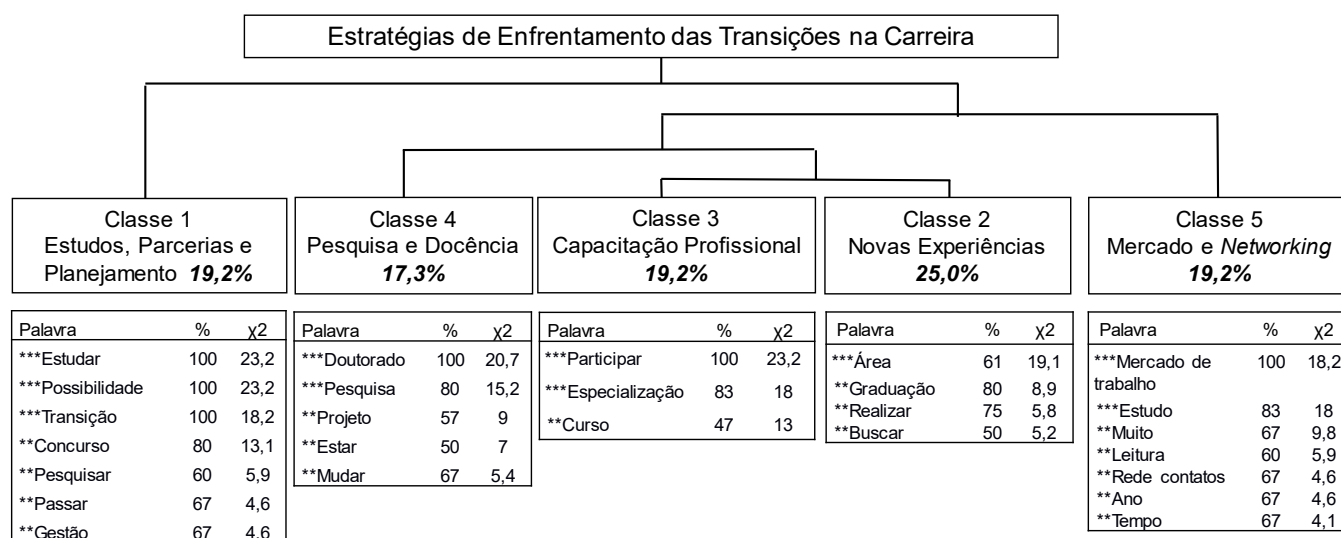 Estratégias de Enfrentamento das Transições na Carreira
Classe 1
Estudos, Parcerias e
Planejamento 19,2%
Classe 4
Pesquisa e Docência
17,3%
Classe 3
Capacitação Profissional
19,2%
Classe 2
Novas Experiências
25,0%
Classe 5
Mercado e Networking
19,2%
Palavra % χ2
***Estudar 100 23,2
***Possibilidade 100 23,2
***Transição 100 18,2
**Concurso 80 13,1
**Pesquisar 60 5,9
**Passar 67 4,6
**Gestão 67 4,6
Palavra % χ2
***Doutorado 100 20,7
***Pesquisa 80 15,2
**Projeto 57 9
**Estar 50 7
**Mudar 67 5,4
Palavra % χ2
***Participar 100 23,2
***Especialização 83 18
**Curso 47 13
Palavra % χ2
***Área 61 19,1
**Graduação 80 8,9
**Realizar 75 5,8
**Buscar 50 5,2
Palavra % χ2
***Mercado de 100 18,2
trabalho
***Estudo 83 18
**Muito 67 9,8
**Leitura 60 5,9
**Rede contatos 67 4,6
**Ano 67 4,6
**Tempo 67 4,1